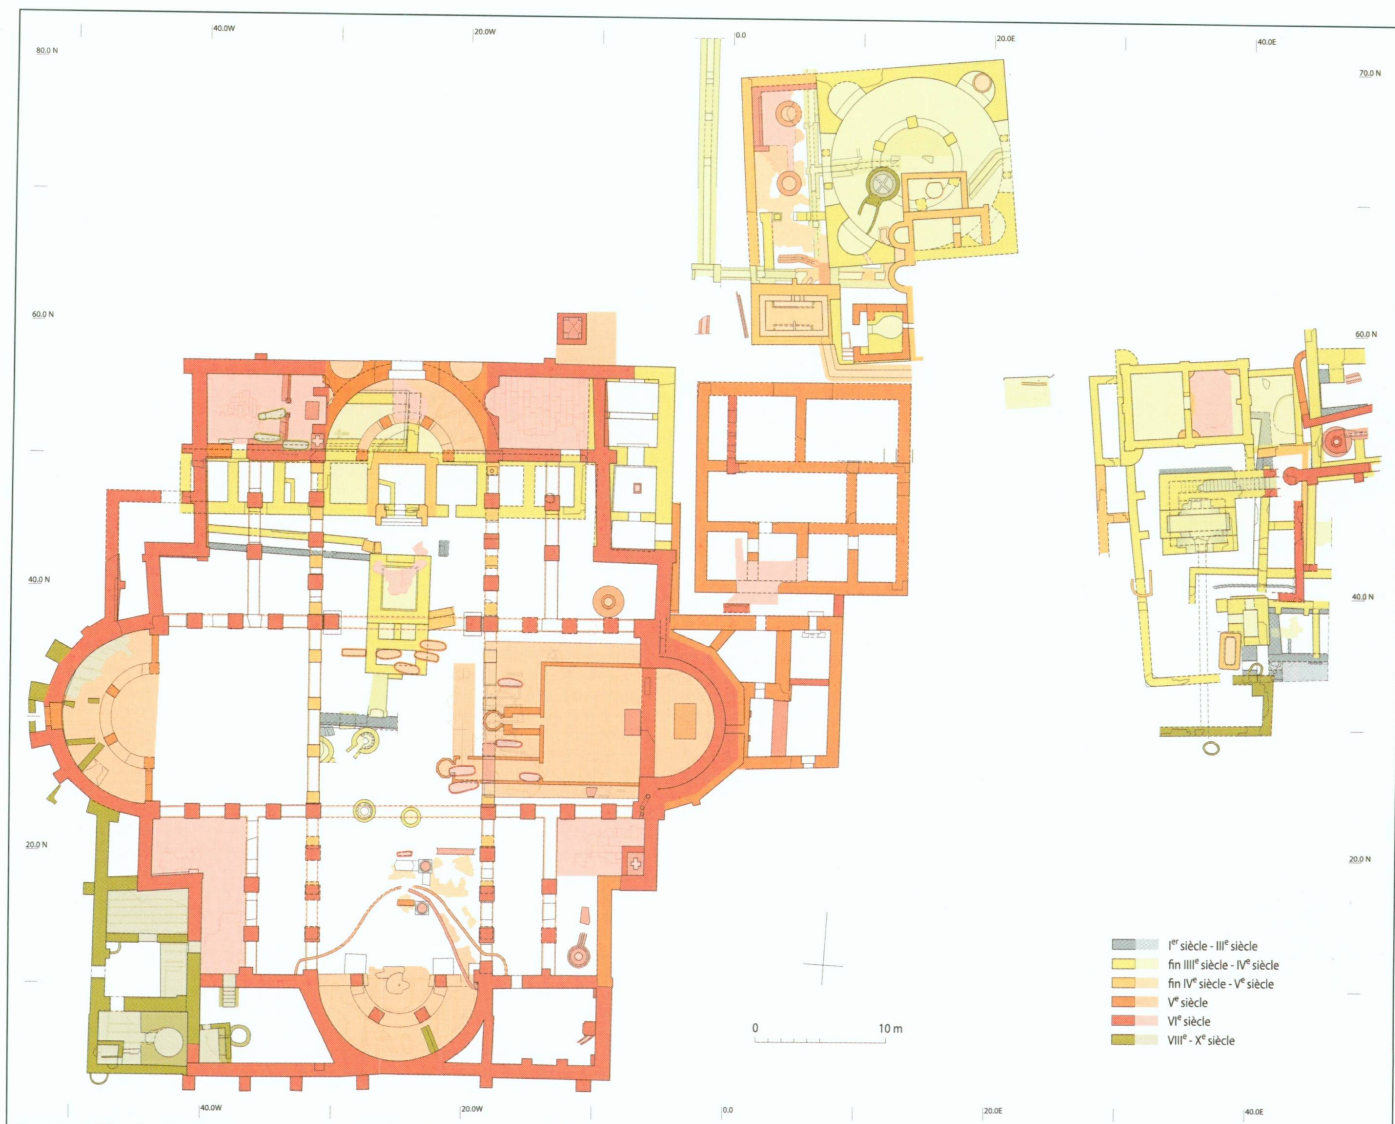 40.0W 20.0W 0.0 20.0E 40.0E
80.0 N 70.0 N
60.0 N 60.0 N
40.0 N 40.0 N
20.0 N 20.0 N
Ier siècle - IIIe siècle
fin IIIIe siècle - IVe siècle
fin IVe siècle - Ve siècle
Ve siècle
VIe siècle
VIIIe - Xe siècle
0 10 m
40.0W 20.0W 0.0 20.0E 40.0E